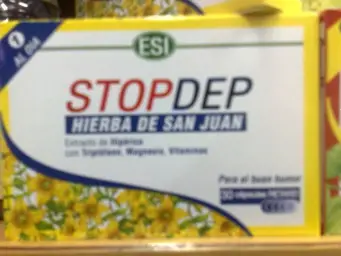 1
AL DÍA
ESI
STOPDEP
HIERBA DE SAN JUAN
Extracto de Hipérico
con Triptófano, Magnesio, Vitaminas
Para el buen humor
30